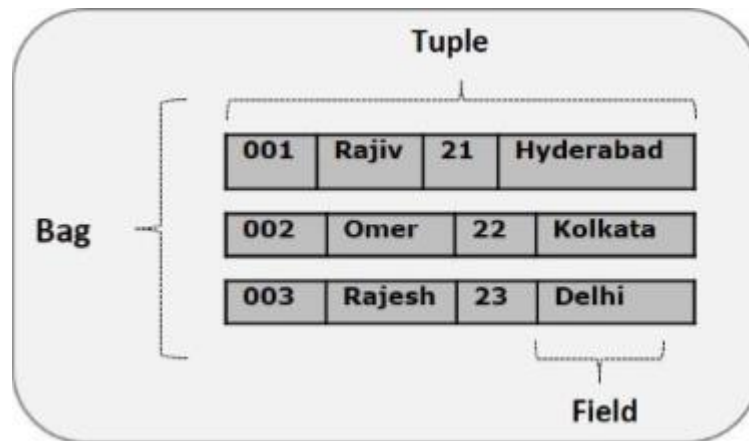 Tuple
001 Rajiv 21 Hyderabad
Bag
002 Omer 22 Kolkata
003 Rajesh 23 Delhi
Field